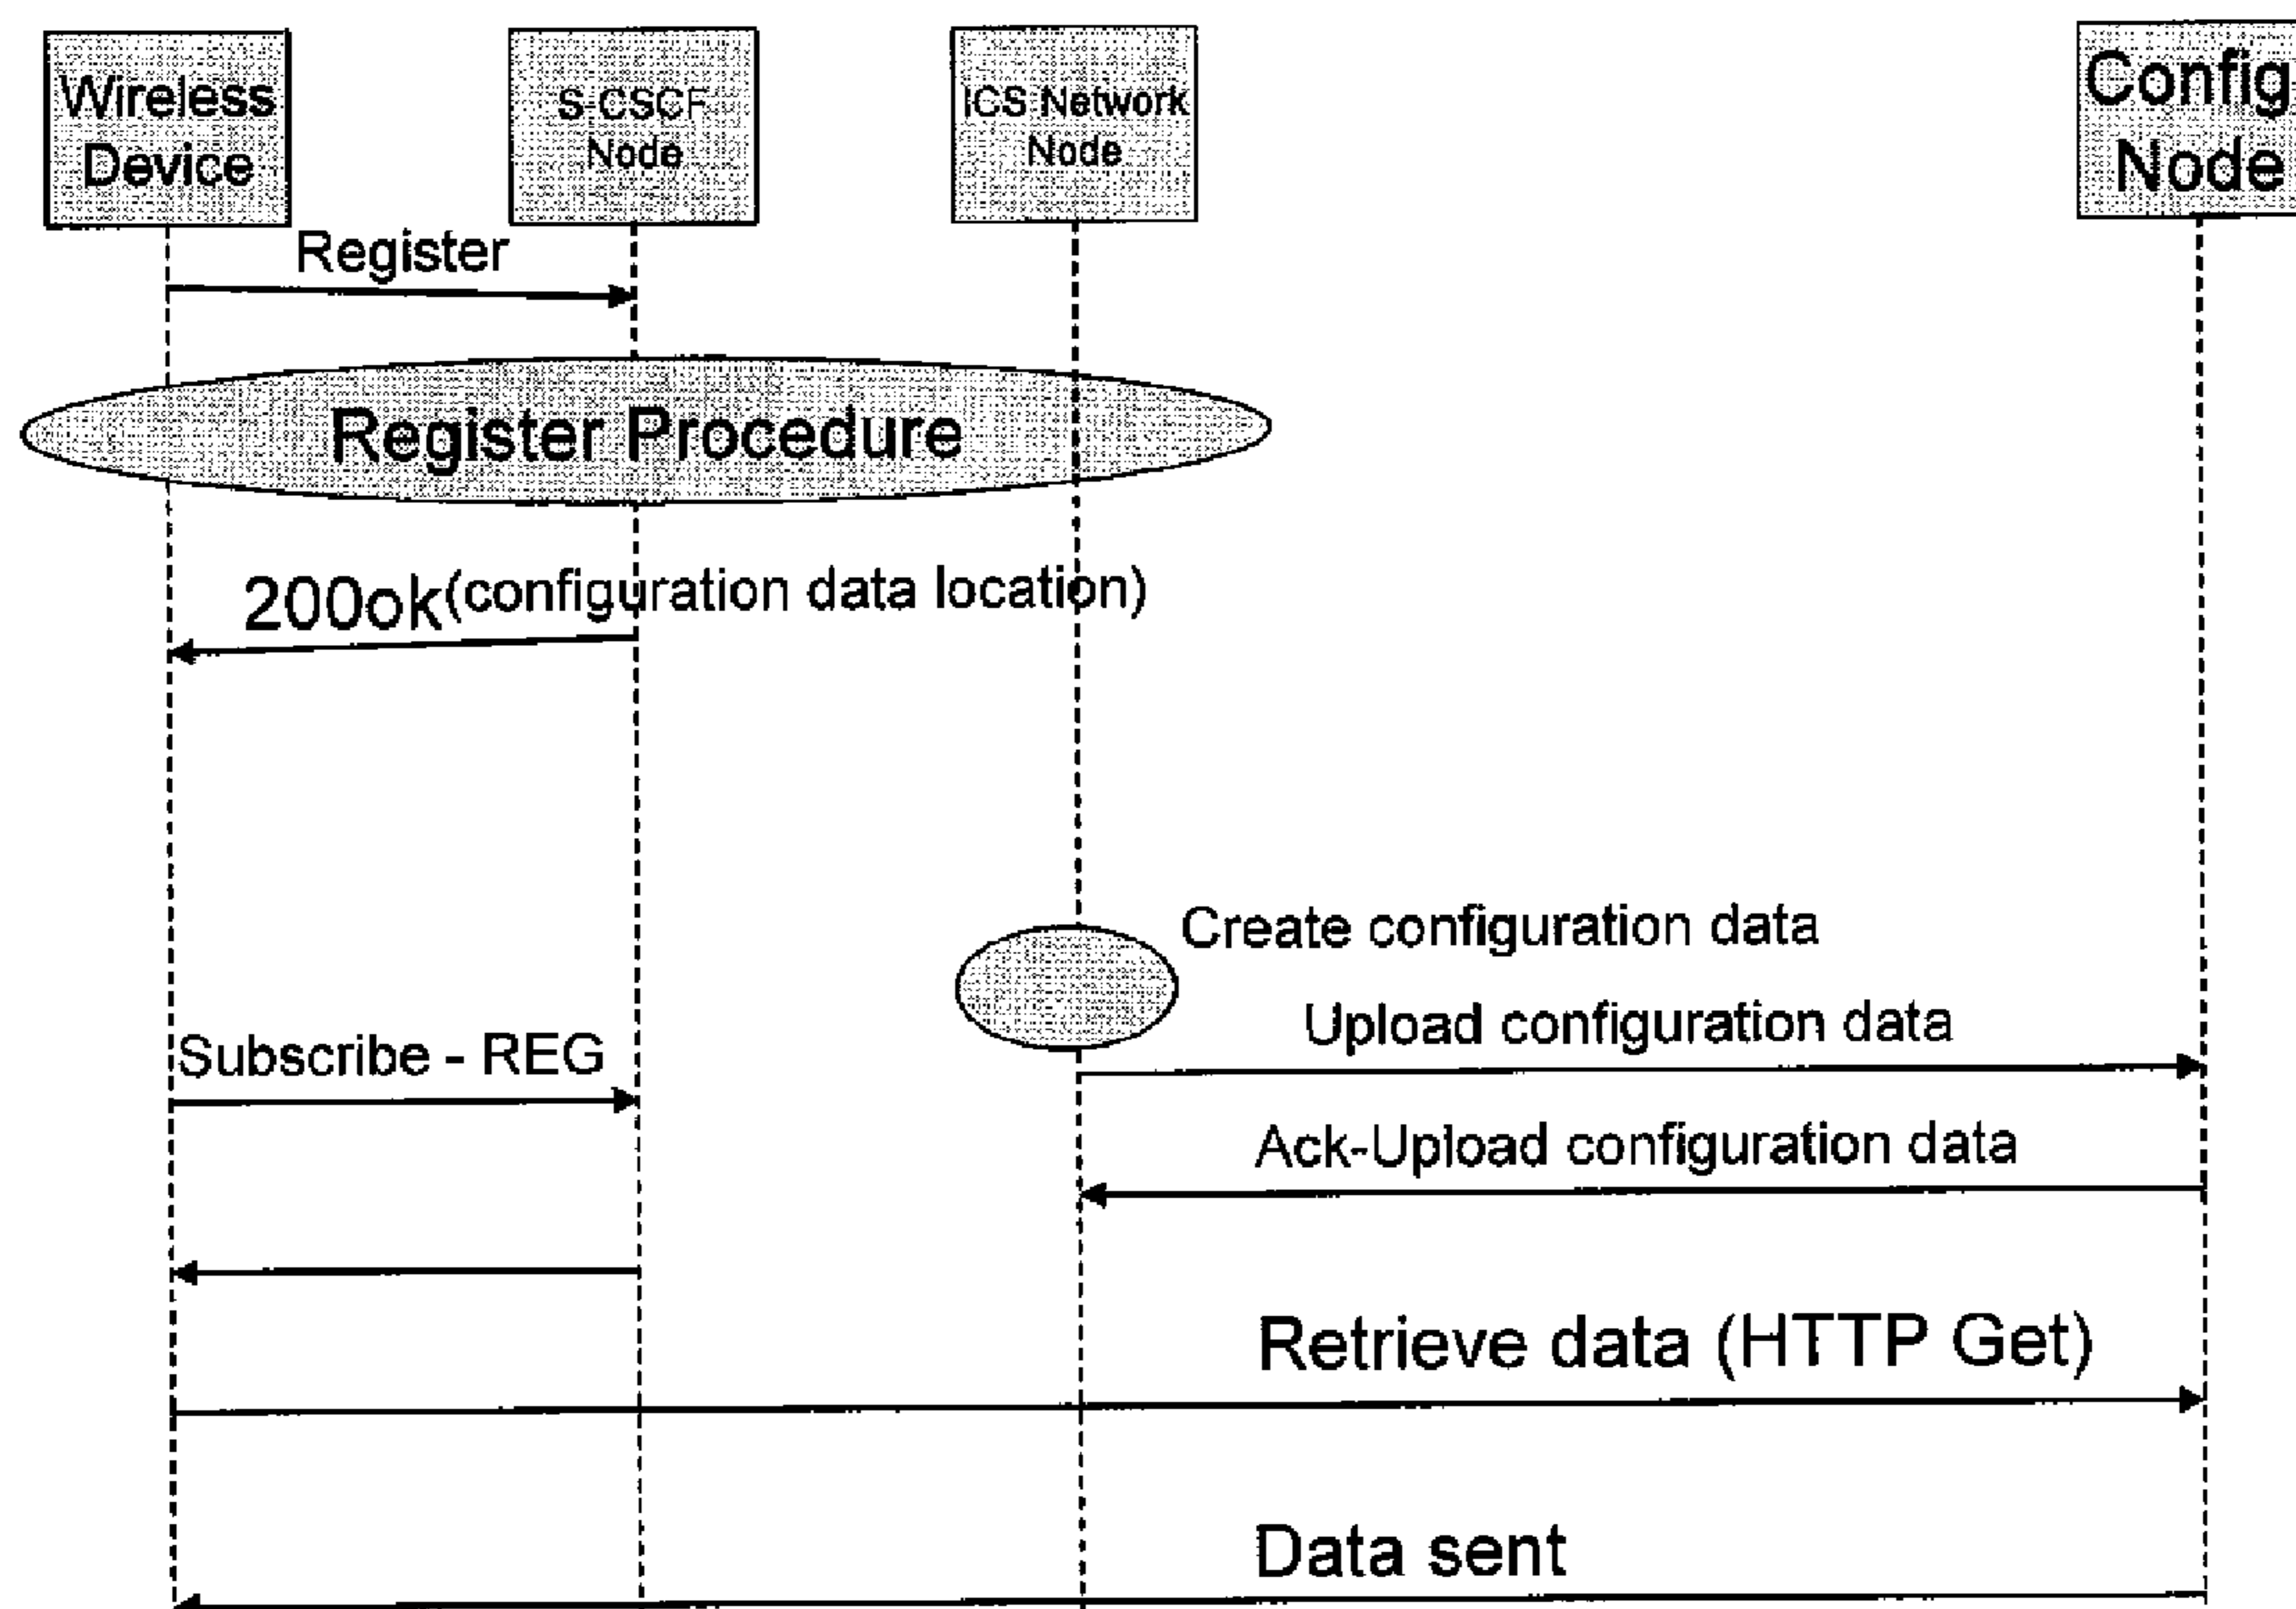 Wireless
Device
S-CSCF
Node
ICS Network
Node
Config
Node
Register
Register Procedure
200ok(configuration data location)
Create configuration data
Upload configuration data
Subscribe - REG
Ack-Upload configuration data
Retrieve data (HTTP Get)
Data sent